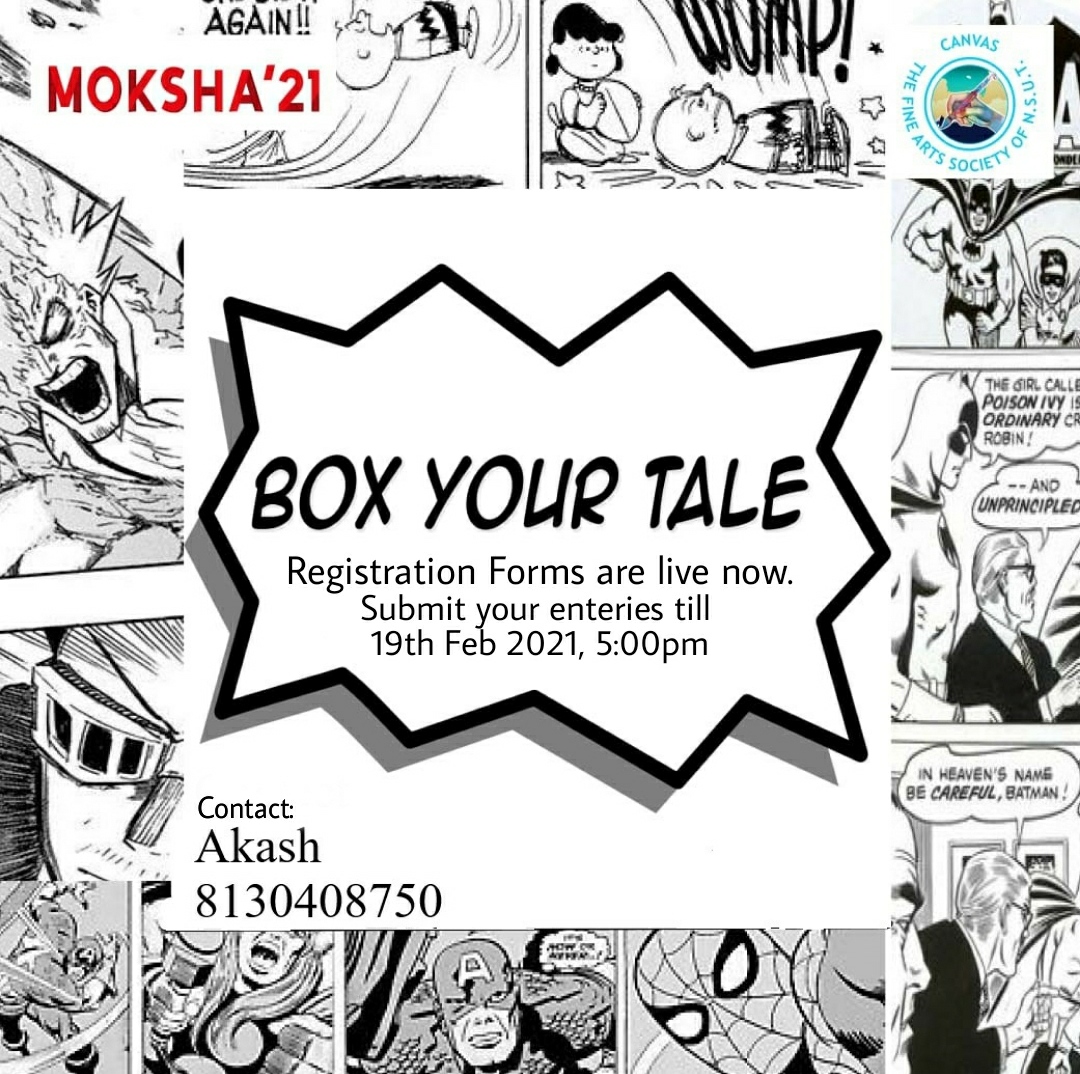 AGAIN!!
WUMP!
MOKSHA'21
CANVAS
THE FINE ARTS SOCIETY OF N.S.U.T.
A
THE GIRL CALLE
POISON IVY IS
ORDINARY CR
ROBIN!
--AND
UNPRINCIPLED
BOX YOUR TALE
Registration Forms are live now.
Submit your enteries till
19th Feb 2021, 5:00pm
IN HEAVEN'S NAME
BE CAREFUL, BATMAN!
Contact:
Akash
8130408750
A